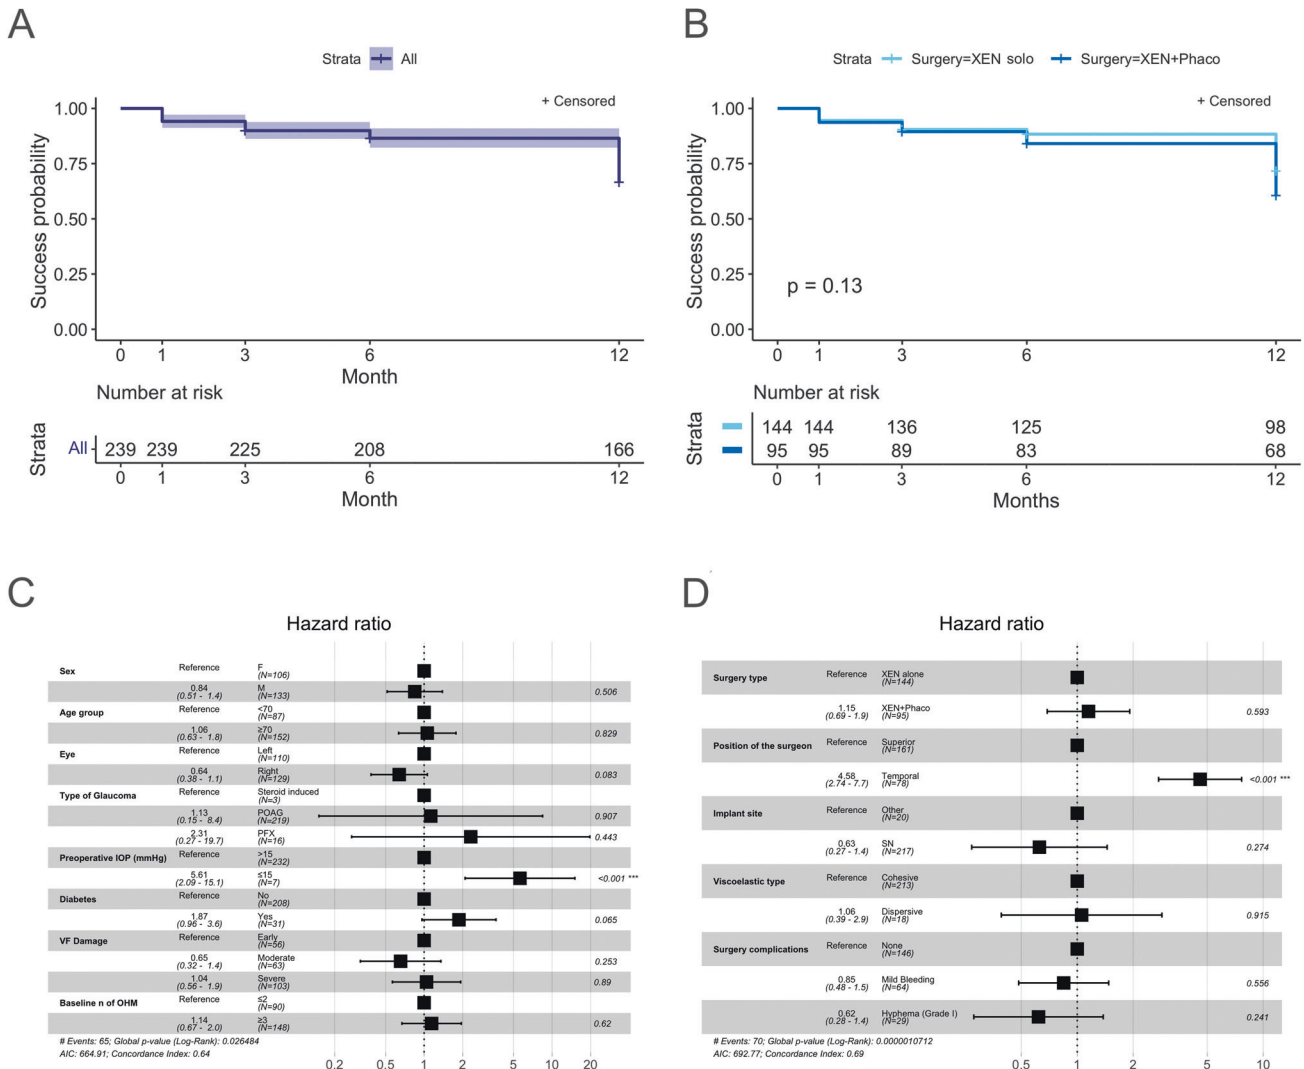 A
Strata All
1.00
+ Censored
0.75
0.50
0.25
0.00
Success probability
0 1 3 6 12
Month
Number at risk
Strata
All 239 239 225 208 166
0 1 3 6 12
Month
B
Strata Surgery=XEN solo Surgery=XEN+Phaco
1.00
+ Censored
0.75
0.50
0.25
p = 0.13
0.00
Success probability
0 1 3 6 12
Month
Number at risk
Strata
144 144 136 125 98
95 95 89 83 68
0 1 3 6 12
Months
C
Hazard ratio
Sex Reference F
(N=106)
0.84 M
(0.51 - 1.4) (N=133) 0.506
Age group Reference <70
(N=87)
1.06 ≥70
(0.63 - 1.8) (N=152) 0.829
Eye Reference Left
(N=110)
0.64 Right
(0.38 - 1.1) (N=129) 0.083
Type of Glaucoma Reference Steroid induced
(N=3)
1.13 POAG
(0.15 - 8.4) (N=219) 0.907
2.31 PFX
(0.27 - 19.7) (N=16) 0.443
Preoperative IOP (mmHg) Reference >15
(N=232)
5.61 ≤15
(2.09 - 15.1) (N=7) <0.001 ***
Diabetes Reference No
(N=208)
1.87 Yes
(0.96 - 3.6) (N=31) 0.065
VF Damage Reference Early
(N=56)
0.65 Moderate
(0.32 - 1.4) (N=63) 0.253
1.04 Severe
(0.56 - 1.9) (N=103) 0.89
Baseline n of OHM Reference ≤2
(N=90)
1.14 ≥3
(0.67 - 2.0) (N=148) 0.62
# Events: 65; Global p-value (Log-Rank): 0.026484
AIC: 664.91; Concordance Index: 0.64
0.2 0.5 1 2 5 10 20
D
Hazard ratio
Surgery type Reference XEN alone
(N=144)
1.15 XEN+Phaco
(0.69 - 1.9) (N=95) 0.593
Position of the surgeon Reference Superior
(N=161)
4.58 Temporal
(2.74 - 7.7) (N=78) <0.001 ***
Implant site Reference Other
(N=20)
0.63 SN
(0.27 - 1.4) (N=217) 0.274
Viscoelastic type Reference Cohesive
(N=213)
1.06 Dispersive
(0.39 - 2.9) (N=18) 0.915
Surgery complications Reference None
(N=146)
0.85 Mild Bleeding
(0.48 - 1.5) (N=64) 0.556
0.62 Hyphema (Grade I)
(0.28 - 1.4) (N=29) 0.241
# Events: 70; Global p-value (Log-Rank): 0.0000010712
AIC: 692.77; Concordance Index: 0.69
0.5 1 2 5 10